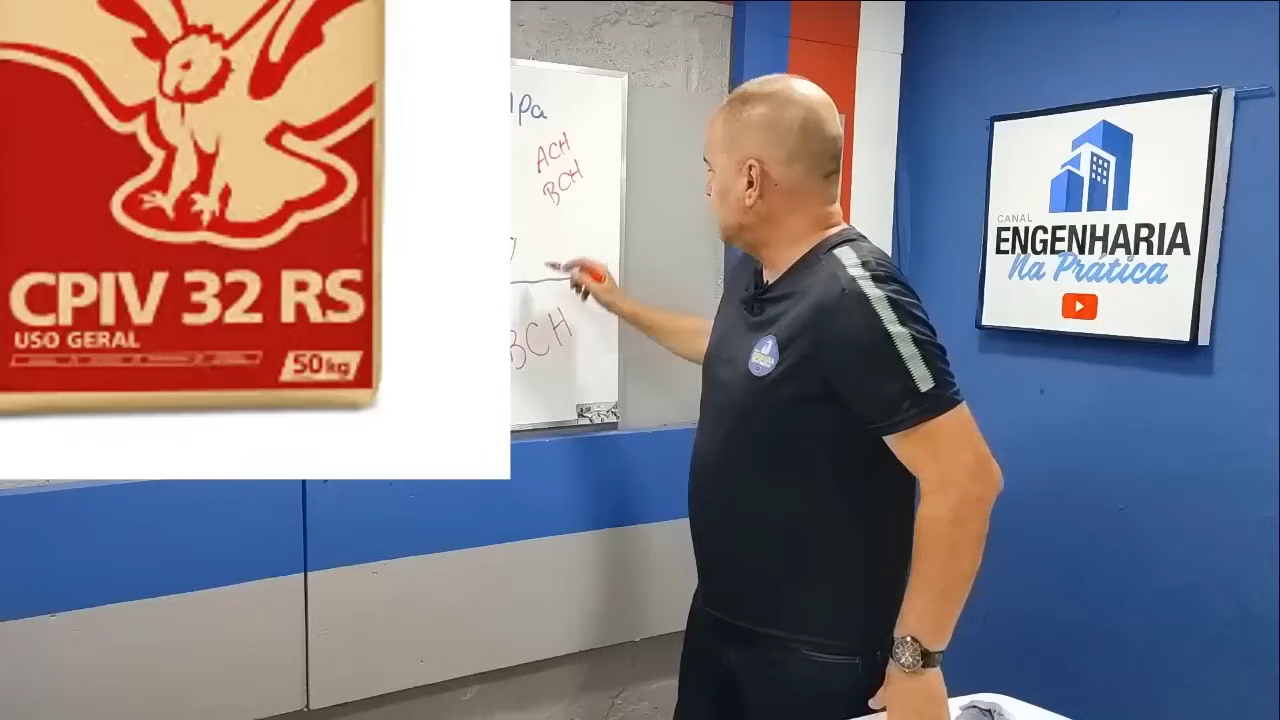 CPIV 32 RS
USO GERAL
50kg
Pa
ACH
BCH
BCH
CANAL
ENGENHARIA
Na Prática